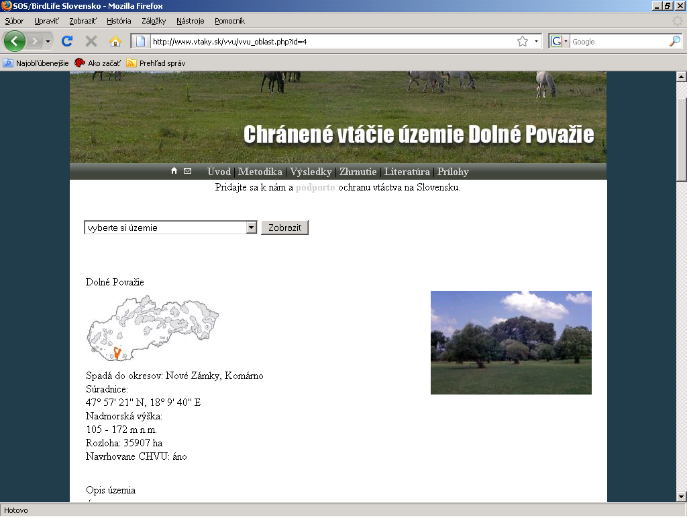 SOS/BirdLife Slovensko - Mozilla Firefox
Súbor Upraviť Zobraziť História Záložky Nástroje Pomocník
http://www.vtaky.sk/vvu/vvu_oblast.php?id=4
Google
Najobľúbenejšie Ako začať Prehľad správ
Chránené vtáčie územie Dolné Považie
Úvod | Metodika | Výsledky | Zhrnutie | Literatúra | Prílohy
Pridajte sa k nám a podporte ochranu vtáctva na Slovensku.
vyberte si územie Zobraziť
Dolné Považie
Spadá do okresov: Nové Zámky, Komárno
Súradnice:
47° 57' 21" N, 18° 9' 40" E
Nadmorská výška:
105 - 172 m n.m.
Rozloha: 35907 ha
Navrhovane CHVU: áno
Opis územia
Hotovo